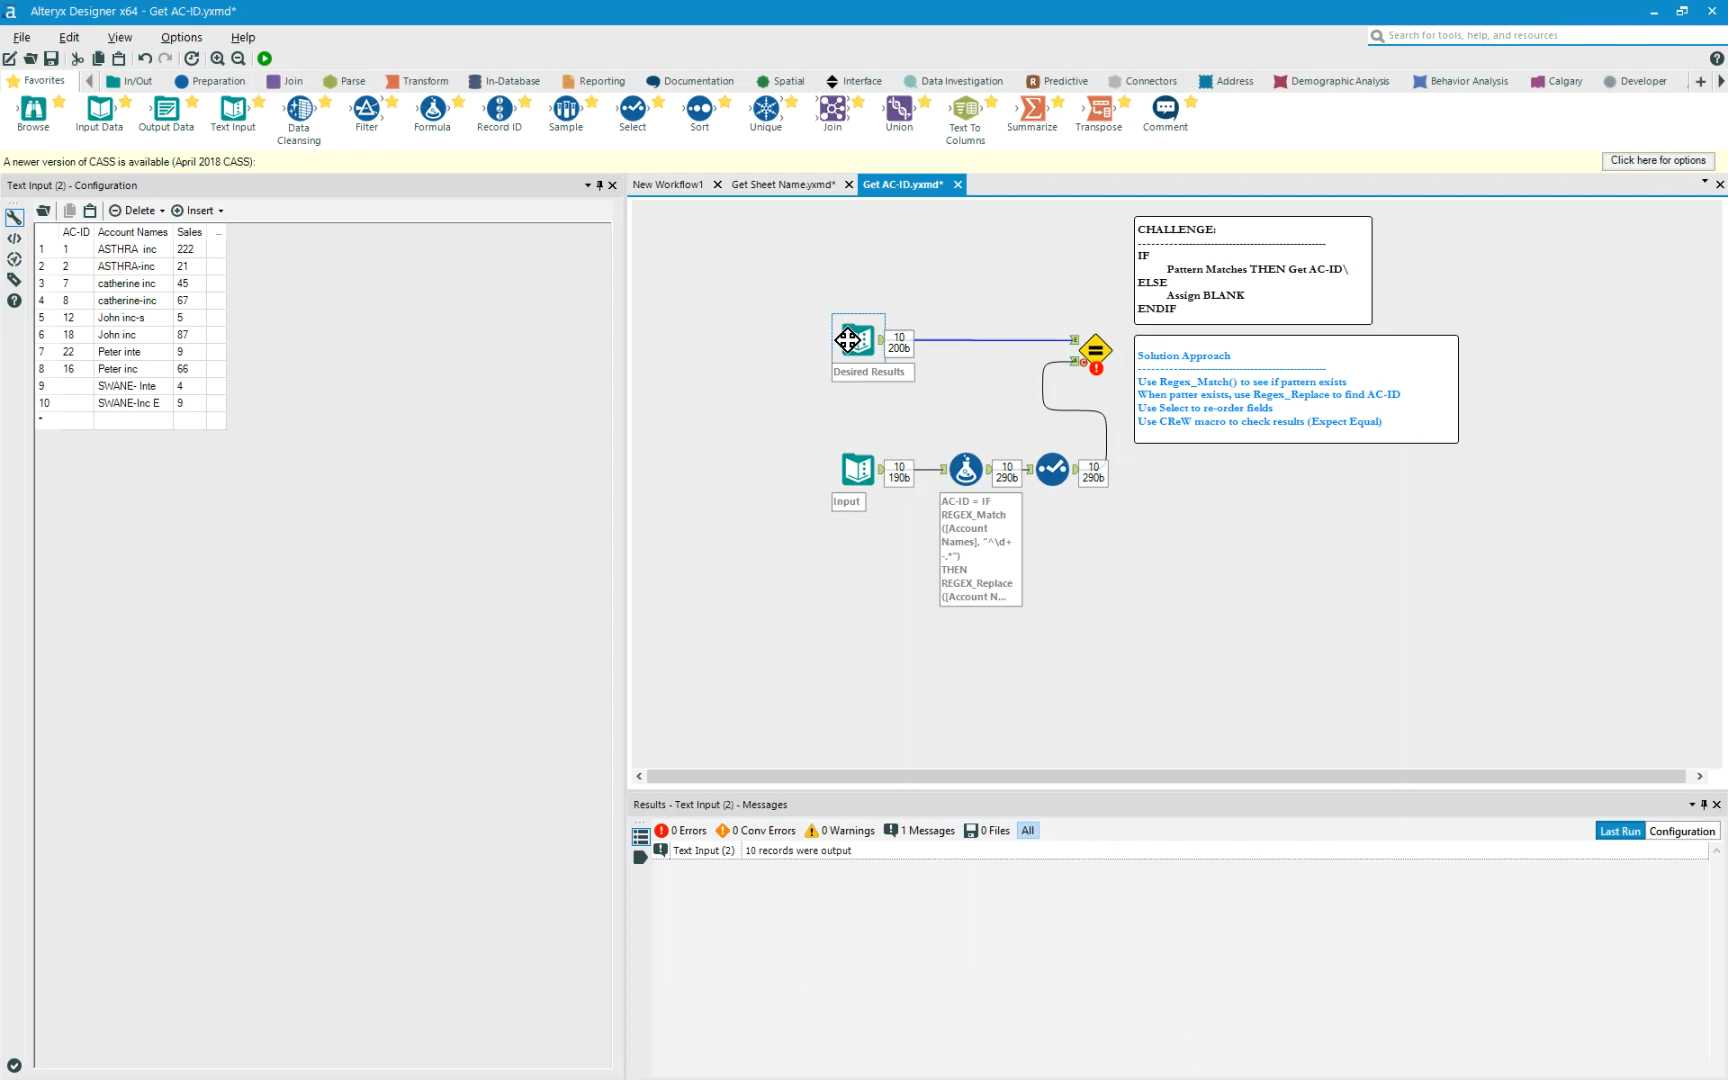 Alteryx Designer x64 - Get AC-ID.yxmd*
File Edit View Options Help
Search for tools, help, and resources
Favorites In/Out Preparation Join Parse Transform In-Database Reporting Documentation Spatial Interface Data Investigation Predictive Connectors Address Demographic Analysis Behavior Analysis Calgary Developer
Browse Input Data Output Data Text Input Data Cleansing Filter Formula Record ID Sample Select Sort Unique Join Union Text To Columns Summarize Transpose Comment
A newer version of CASS is available (April 2018 CASS):
Click here for options
Text Input (2) - Configuration
New Workflow1 Get Sheet Name.yxmd* Get AC-ID.yxmd*
Delete Insert
AC-ID Account Names Sales ...
1 1 ASTHRA inc 222
2 2 ASTHRA-inc 21
3 7 catherine inc 45
4 8 catherine-inc 67
5 12 John inc-s 5
6 18 John inc 87
7 22 Peter inte 9
8 16 Peter inc 66
9 SWANE- Inte 4
10 SWANE-Inc E 9
*
CHALLENGE:
------------------------------------------------
IF
Pattern Matches THEN Get AC-ID\
ELSE
Assign BLANK
ENDIF
10
200b
Desired Results
Solution Approach
------------------------------------------------
Use Regex_Match() to see if pattern exists
When patter exists, use Regex_Replace to find AC-ID
Use Select to re-order fields
Use CReW macro to check results (Expect Equal)
10 10 10
190b 290b 290b
Input
AC-ID = IF
REGEX_Match
([Account
Names], "^\d+
-.*")
THEN
REGEX_Replace
([Account N...
Results - Text Input (2) - Messages
0 Errors 0 Conv Errors 0 Warnings 1 Messages 0 Files All
Last Run Configuration
Text Input (2) 10 records were output